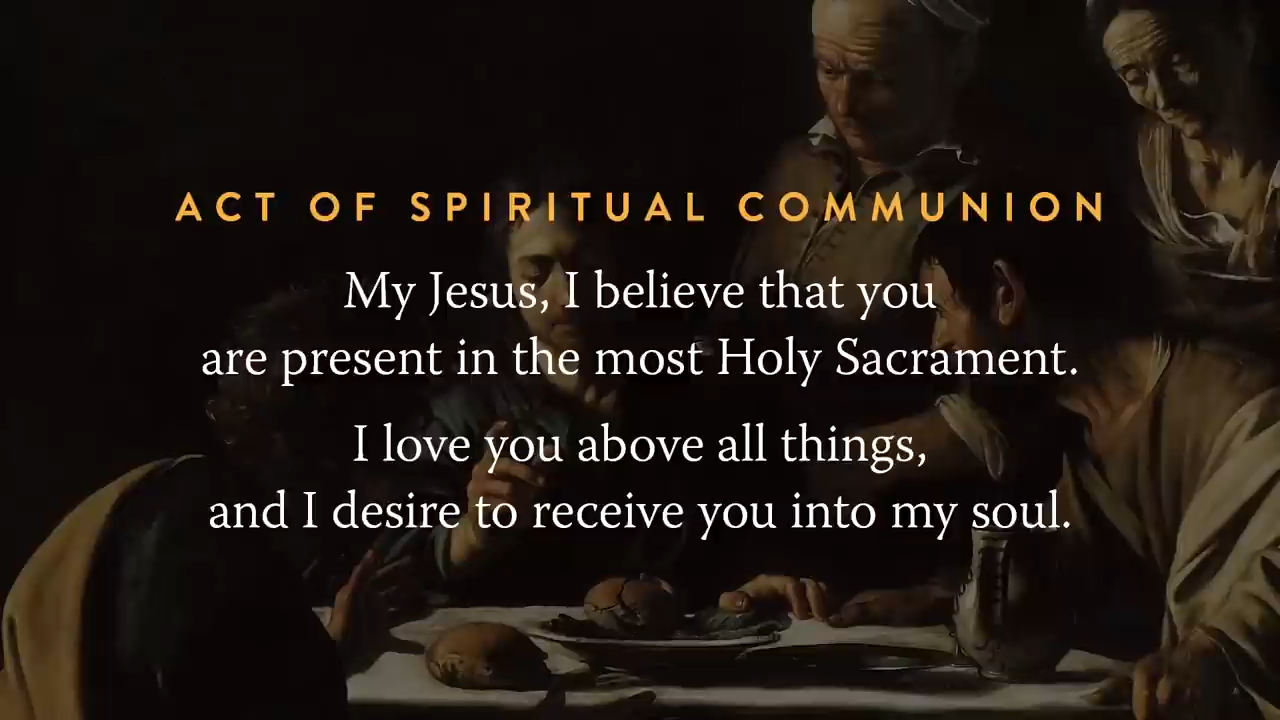 ACT OF SPIRITUAL COMMUNION
My Jesus, I believe that you
are present in the most Holy Sacrament.
I love you above all things,
and I desire to receive you into my soul.